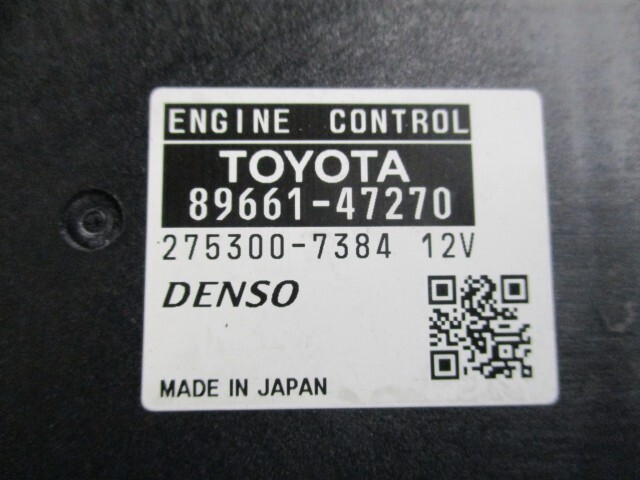 ENGINE CONTROL
TOYOTA
89661-47270
275300-7384 12V
DENSO
MADE IN JAPAN